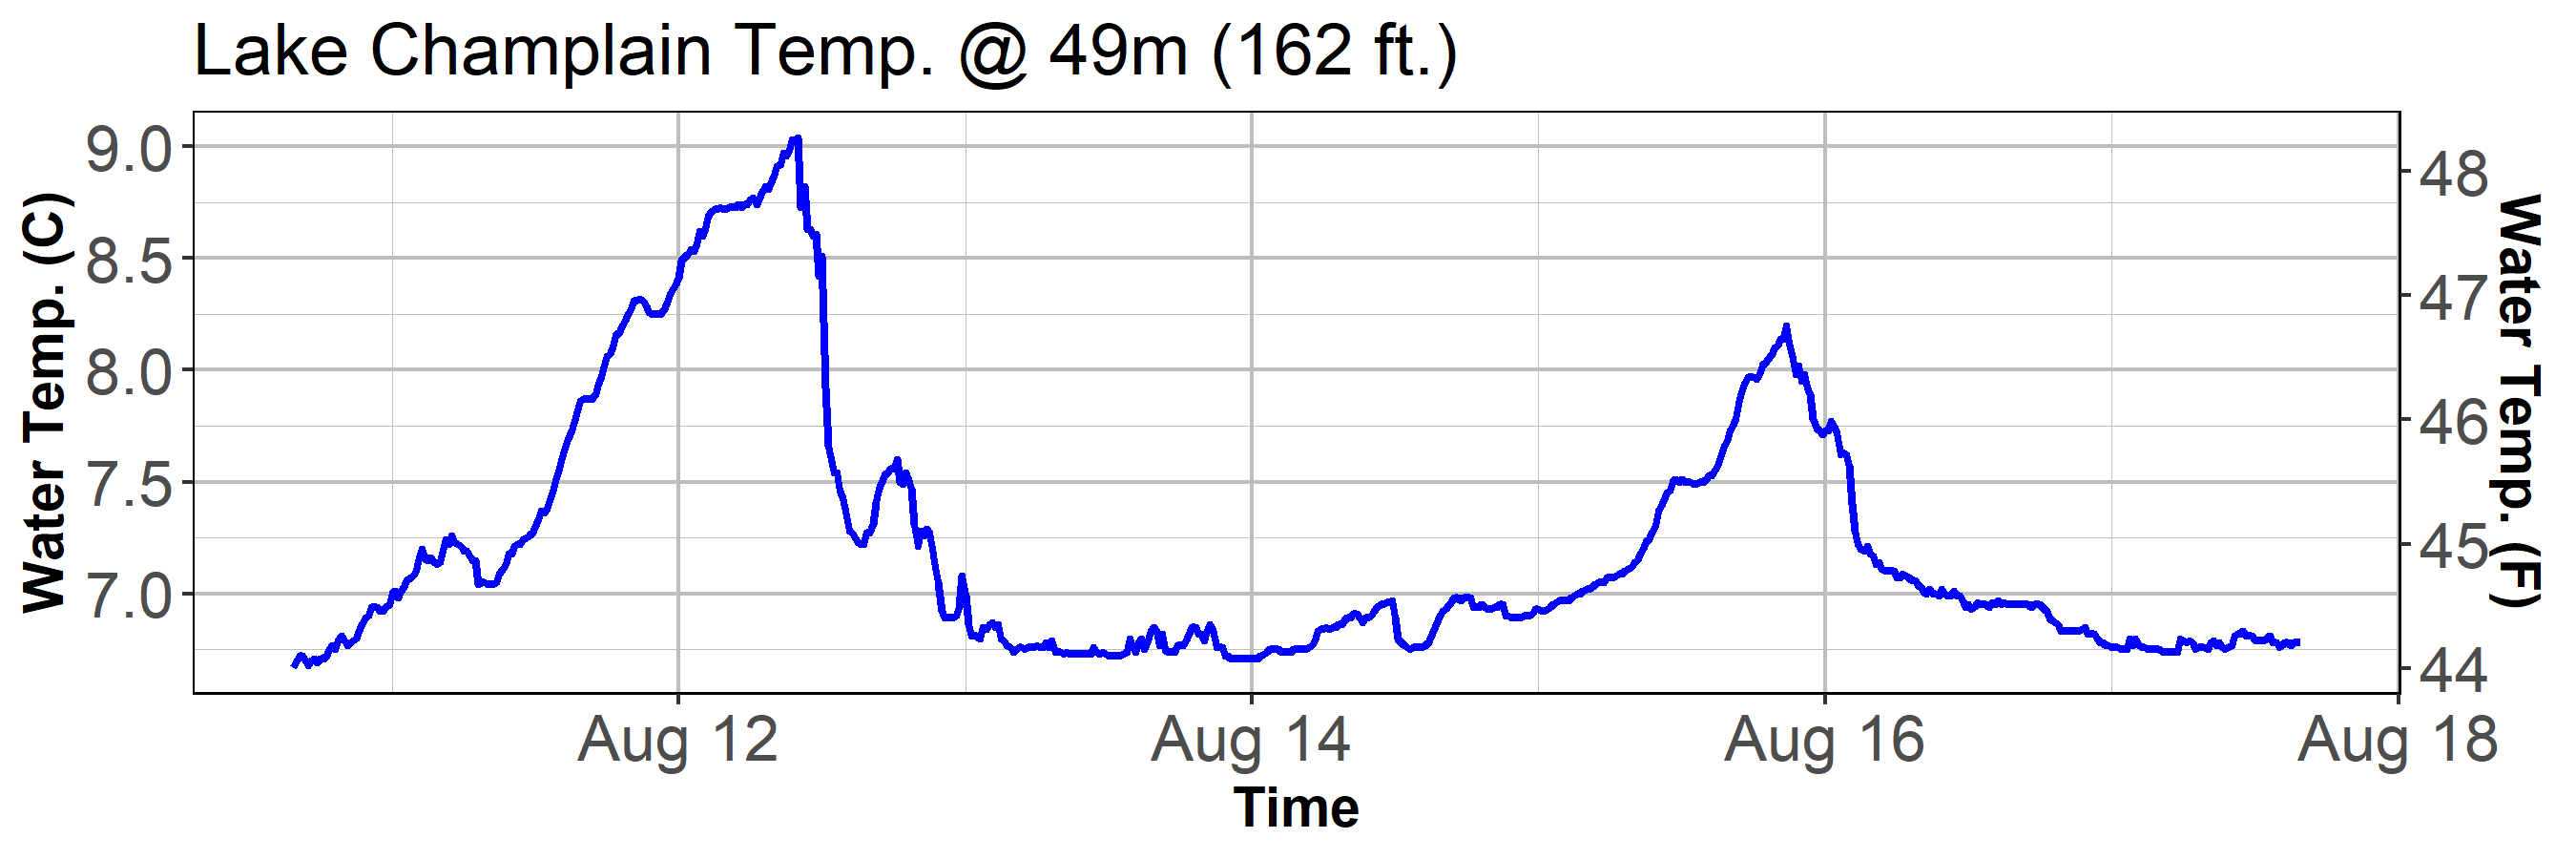 Lake Champlain Temp. @ 49m (162 ft.)
Water Temp. (C)
9.0
8.5
8.0
7.5
7.0
48
47
46
45
44
Water Temp. (F)
Aug 12
Aug 14
Aug 16
Aug 18
Time